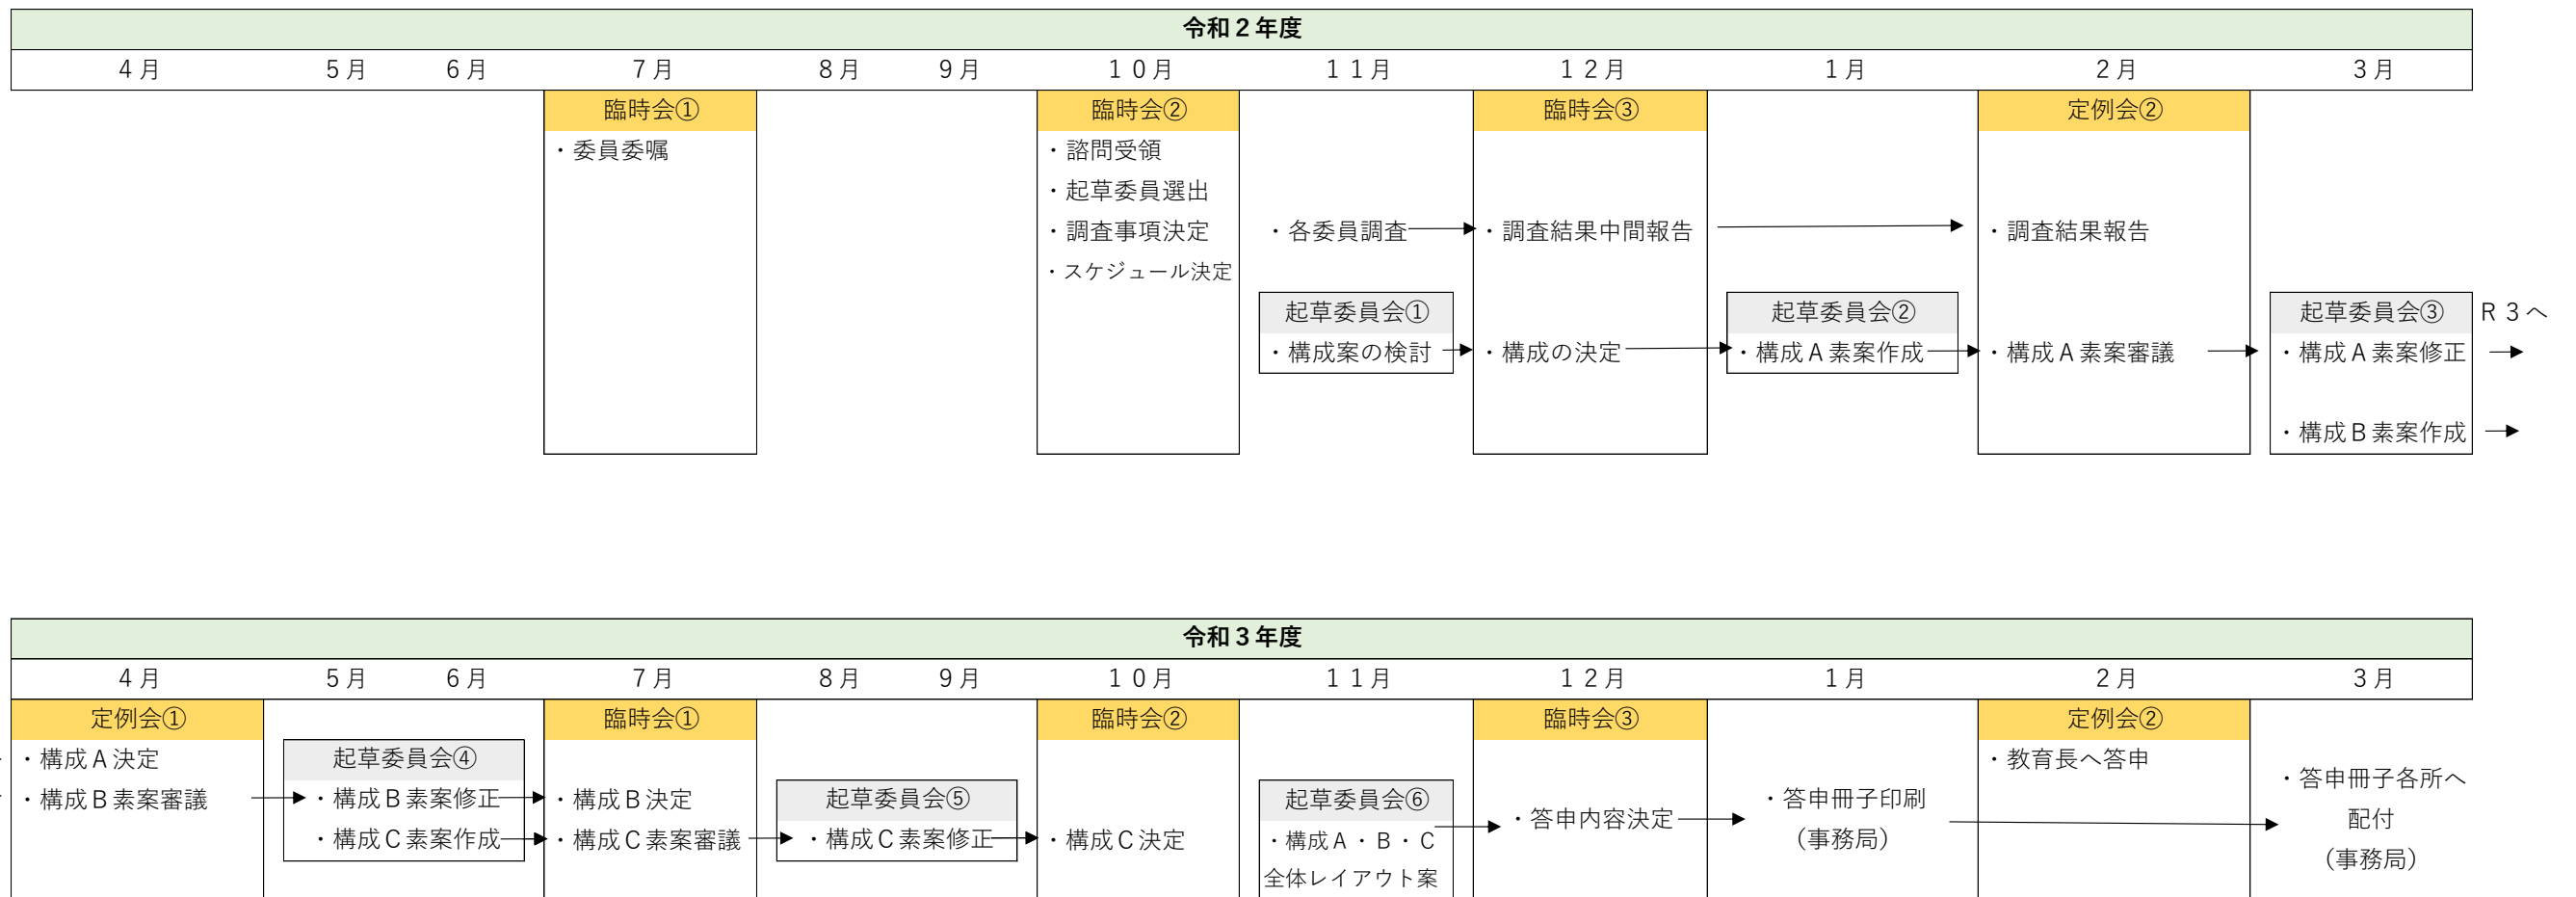 令和２年度
４月 ５月 ６月 ７月 ８月 ９月 １０月 １１月 １２月 １月 ２月 ３月
臨時会① 臨時会② 臨時会③ 定例会②
・委員委嘱 ・諮問受領
・起草委員選出
・調査事項決定 ・各委員調査 ・調査結果中間報告 ・調査結果報告
・スケジュール決定
起草委員会① 起草委員会② 起草委員会③ Ｒ３へ
・構成案の検討 ・構成の決定 ・構成Ａ素案作成 ・構成Ａ素案審議 ・構成Ａ素案修正
・構成Ｂ素案作成
令和３年度
４月 ５月 ６月 ７月 ８月 ９月 １０月 １１月 １２月 １月 ２月 ３月
定例会① 臨時会① 臨時会② 臨時会③ 定例会②
・構成Ａ決定 起草委員会④ ・教育長へ答申
・構成Ｂ素案審議 ・構成Ｂ素案修正 ・構成Ｂ決定 起草委員会⑤ 起草委員会⑥ ・答申内容決定 ・答申冊子印刷 ・答申冊子各所へ
・構成Ｃ素案作成 ・構成Ｃ素案審議 ・構成Ｃ素案修正 ・構成Ｃ決定 ・構成Ａ・Ｂ・Ｃ （事務局） 配付
全体レイアウト案 （事務局）